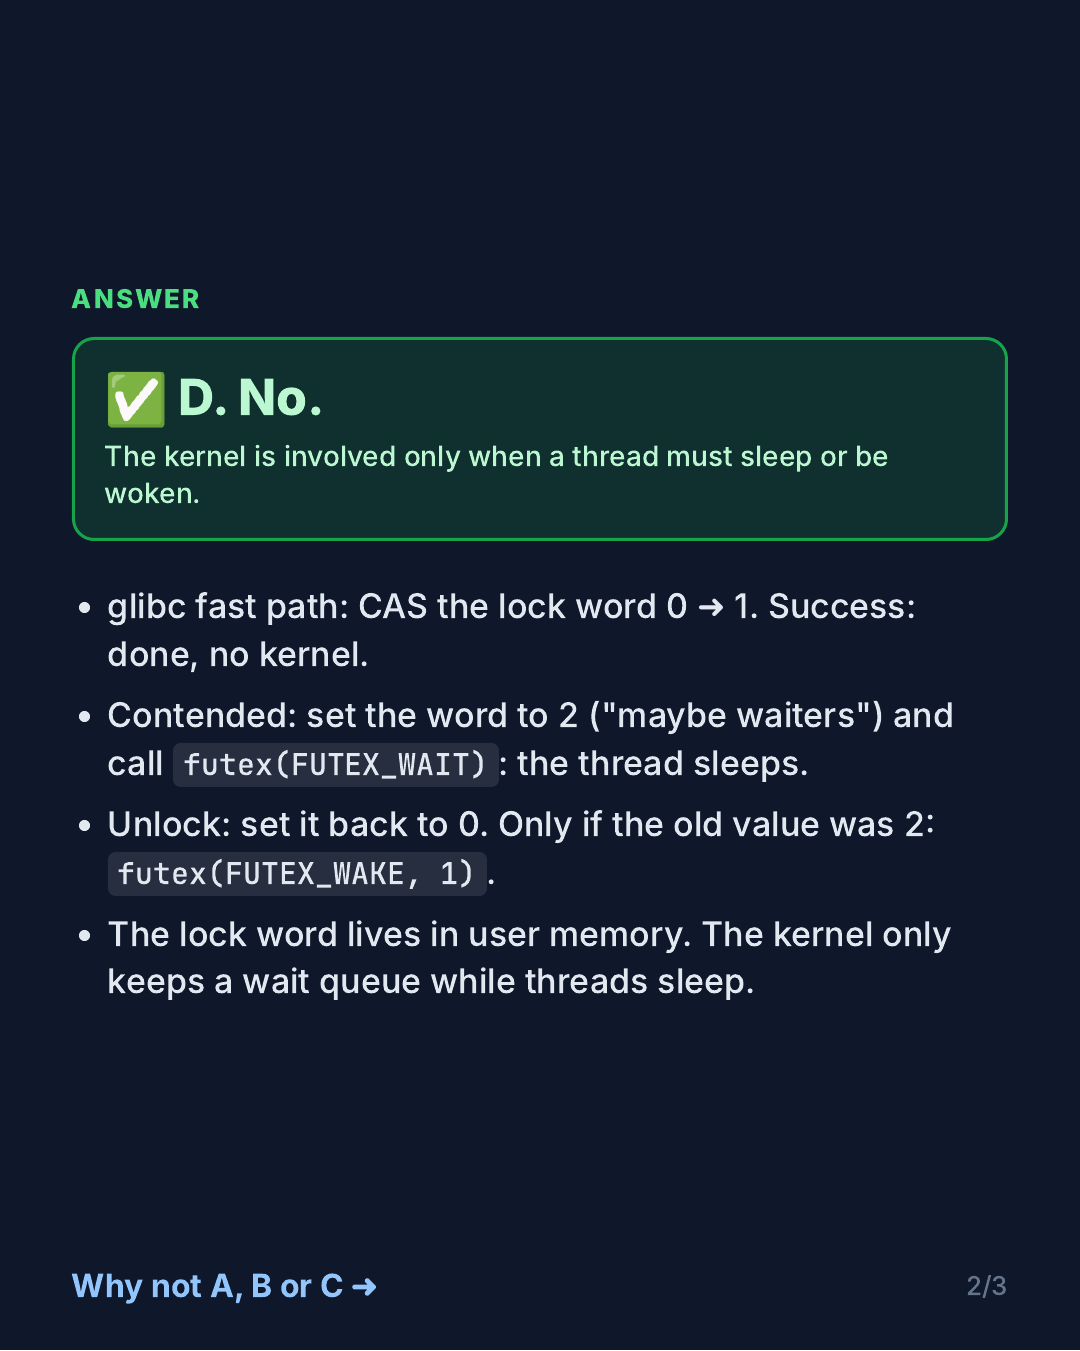 ANSWER
✅ D. No.
The kernel is involved only when a thread must sleep or be
woken.
• glibc fast path: CAS the lock word 0 → 1. Success:
done, no kernel.
• Contended: set the word to 2 ("maybe waiters") and
call futex(FUTEX_WAIT): the thread sleeps.
• Unlock: set it back to 0. Only if the old value was 2:
futex(FUTEX_WAKE, 1).
• The lock word lives in user memory. The kernel only
keeps a wait queue while threads sleep.
Why not A, B or C →
2/3